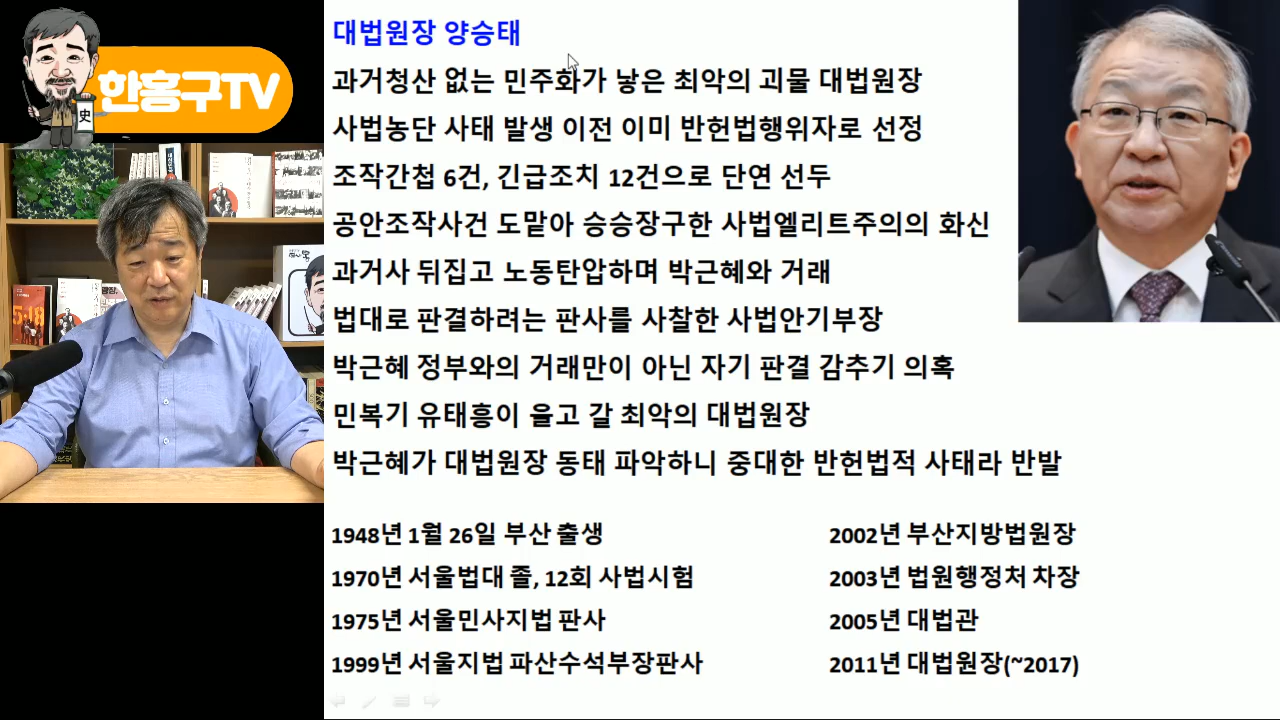 한홍구TV
史
대법원장 양승태
과거청산 없는 민주화가 낳은 최악의 괴물 대법원장
사법농단 사태 발생 이전 이미 반헌법행위자로 선정
조작간첩 6건, 긴급조치 12건으로 단연 선두
공안조작사건 도맡아 승승장구한 사법엘리트주의의 화신
과거사 뒤집고 노동탄압하며 박근혜와 거래
법대로 판결하려는 판사를 사찰한 사법안기부장
박근혜 정부와의 거래만이 아닌 자기 판결 감추기 의혹
민복기 유태흥이 울고 갈 최악의 대법원장
박근혜가 대법원장 동태 파악하니 중대한 반헌법적 사태라 반발
1948년 1월 26일 부산 출생
1970년 서울법대 졸, 12회 사법시험
1975년 서울민사지법 판사
1999년 서울지법 파산수석부장판사
2002년 부산지방법원장
2003년 법원행정처 차장
2005년 대법관
2011년 대법원장(~2017)